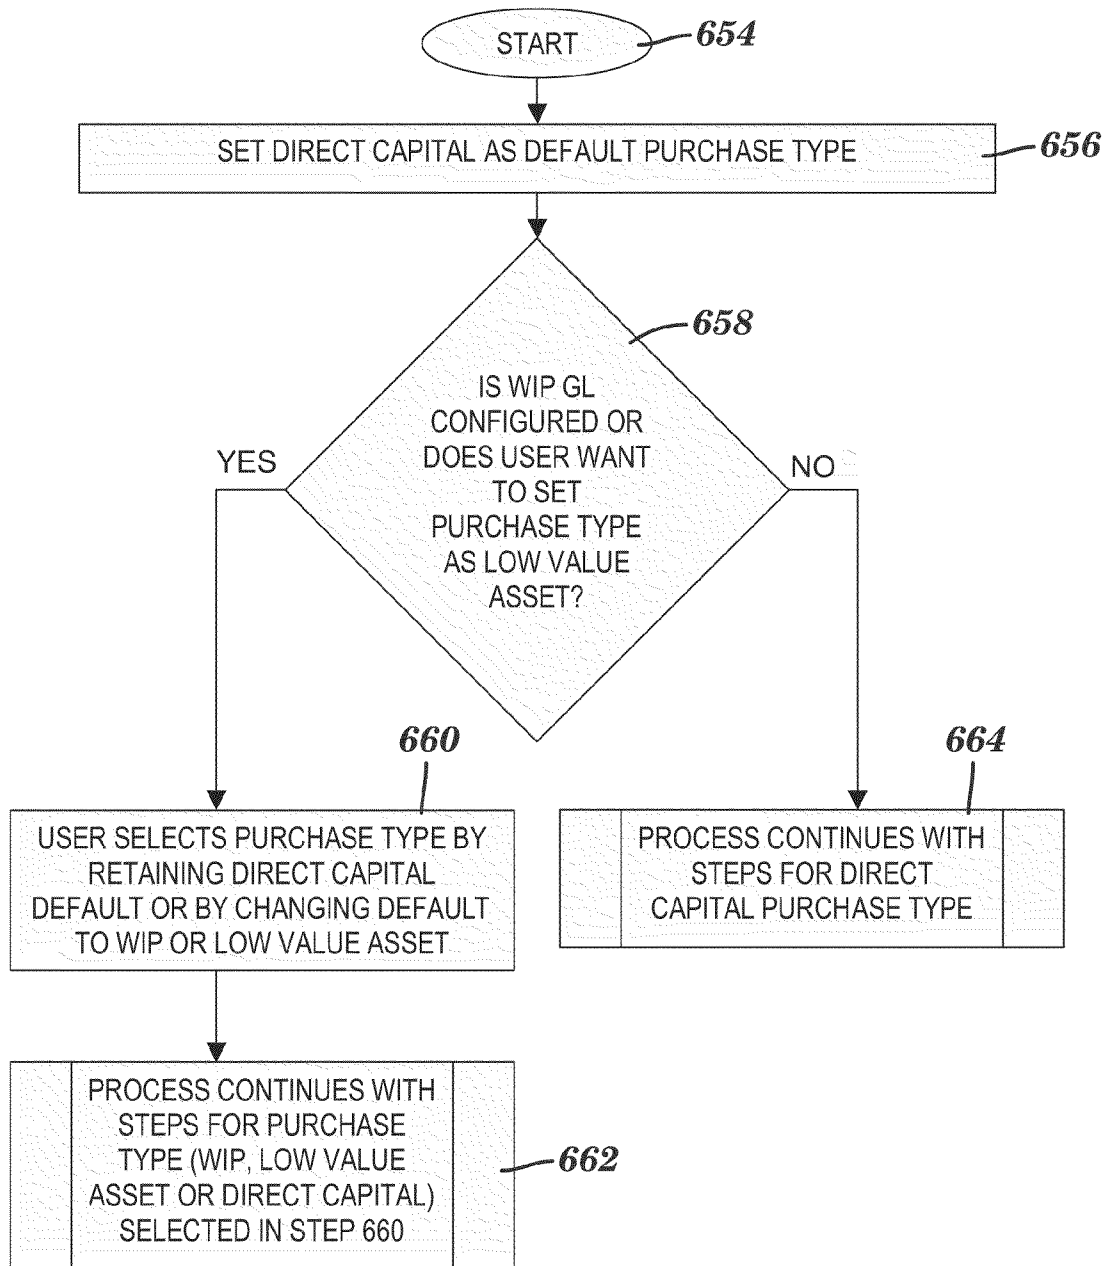 START
654
SET DIRECT CAPITAL AS DEFAULT PURCHASE TYPE
656
658
IS WIP GL
CONFIGURED OR
DOES USER WANT
TO SET
PURCHASE TYPE
AS LOW VALUE
ASSET?
YES
NO
660
USER SELECTS PURCHASE TYPE BY
RETAINING DIRECT CAPITAL
DEFAULT OR BY CHANGING DEFAULT
TO WIP OR LOW VALUE ASSET
664
PROCESS CONTINUES WITH
STEPS FOR DIRECT
CAPITAL PURCHASE TYPE
PROCESS CONTINUES WITH
STEPS FOR PURCHASE
TYPE (WIP, LOW VALUE
ASSET OR DIRECT CAPITAL)
SELECTED IN STEP 660
662